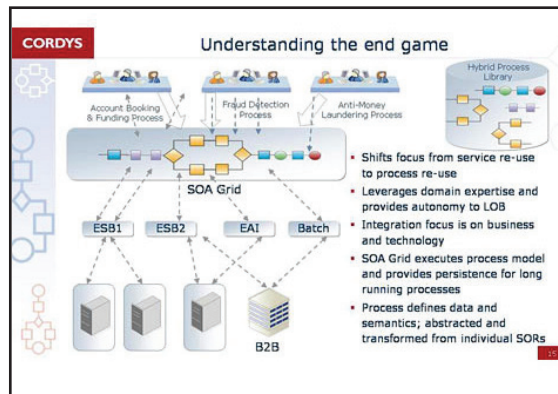 CORDYS
Understanding the end game
Hybrid Process
Library
Account Booking
& Funding Process
Fraud Detection
Process
Anti-Money
Laundering Process
SOA Grid
ESB1
ESB2
EAI
Batch
B2B
Shifts focus from service re-use
to process re-use
Leverages domain expertise and
provides autonomy to LOB
Integration focus is on business
and technology
SOA Grid executes process model
and provides persistence for long
running processes
Process defines data and
semantics; abstracted and
transformed from individual SORs
15